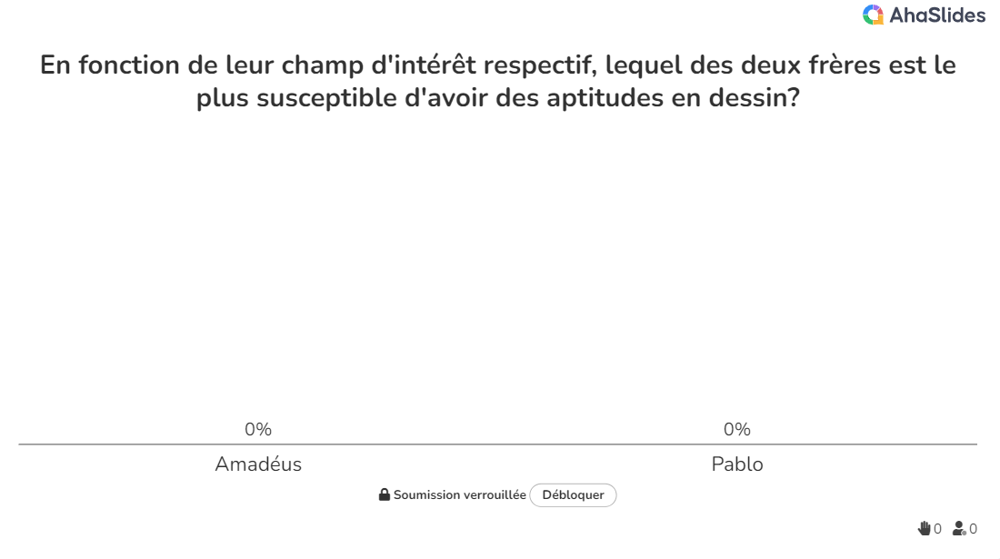 AhaSlides
En fonction de leur champ d'intérêt respectif, lequel des deux frères est le
plus susceptible d'avoir des aptitudes en dessin?
0%
0%
Amadéus
Pablo
Soumission verrouillée Débloquer
0 0